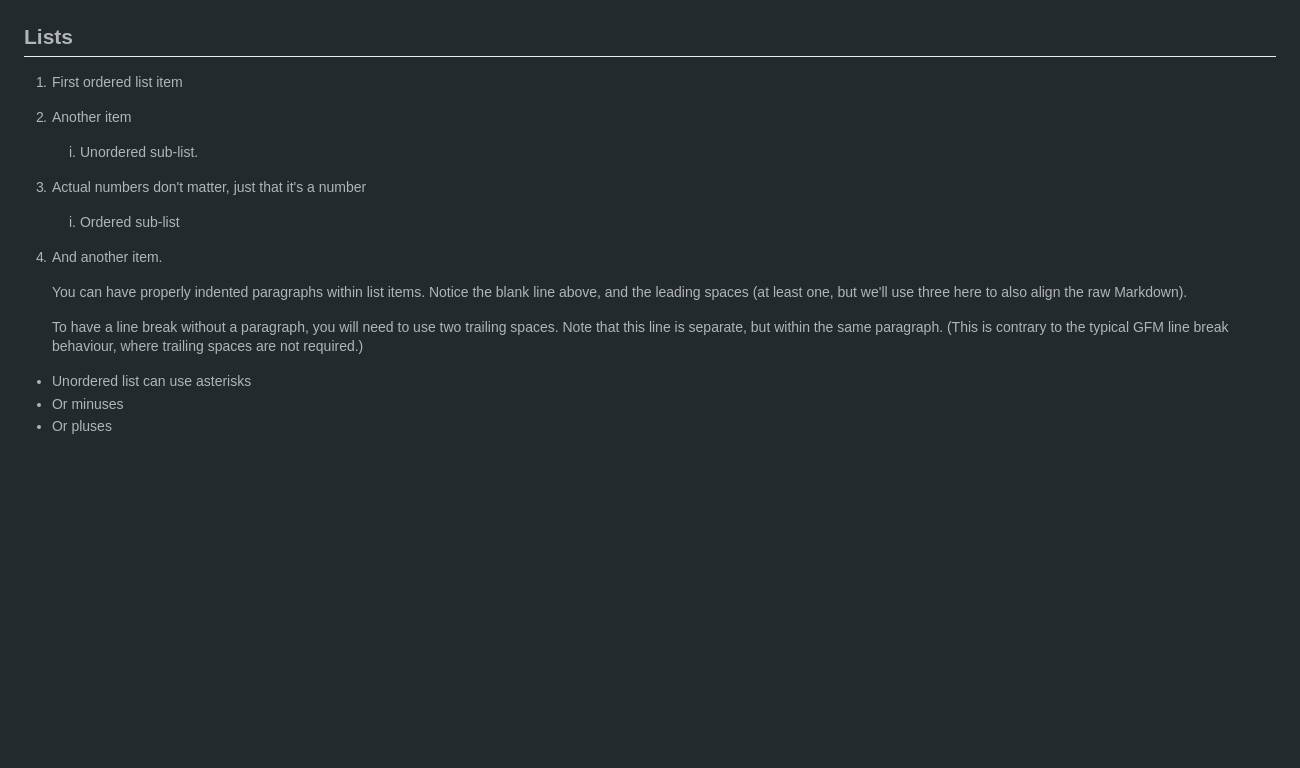 Lists
1. First ordered list item
2. Another item
i. Unordered sub-list.
3. Actual numbers don't matter, just that it's a number
i. Ordered sub-list
4. And another item.
You can have properly indented paragraphs within list items. Notice the blank line above, and the leading spaces (at least one, but we'll use three here to also align the raw Markdown).
To have a line break without a paragraph, you will need to use two trailing spaces. Note that this line is separate, but within the same paragraph. (This is contrary to the typical GFM line break
behaviour, where trailing spaces are not required.)
• Unordered list can use asterisks
• Or minuses
• Or pluses